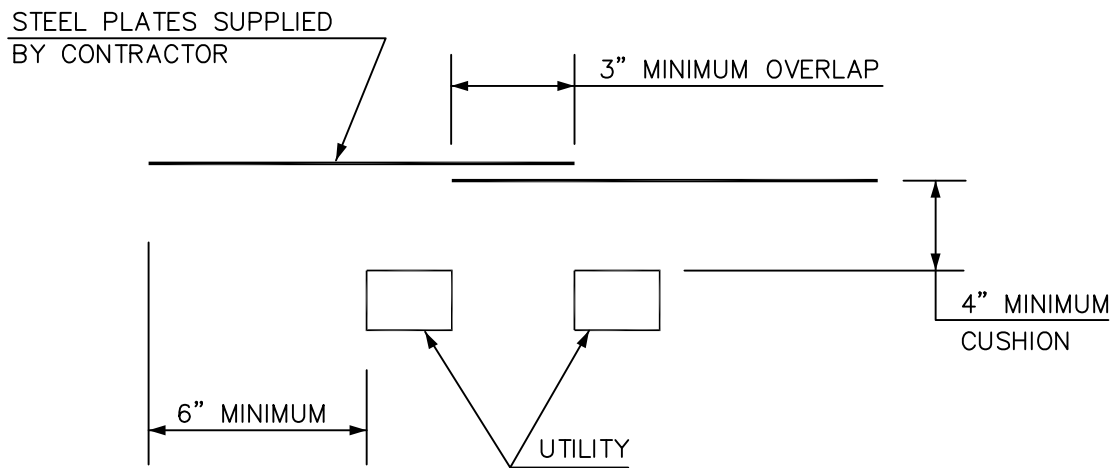 STEEL PLATES SUPPLIED
BY CONTRACTOR
3” MINIMUM OVERLAP
4” MINIMUM
CUSHION
6” MINIMUM
UTILITY